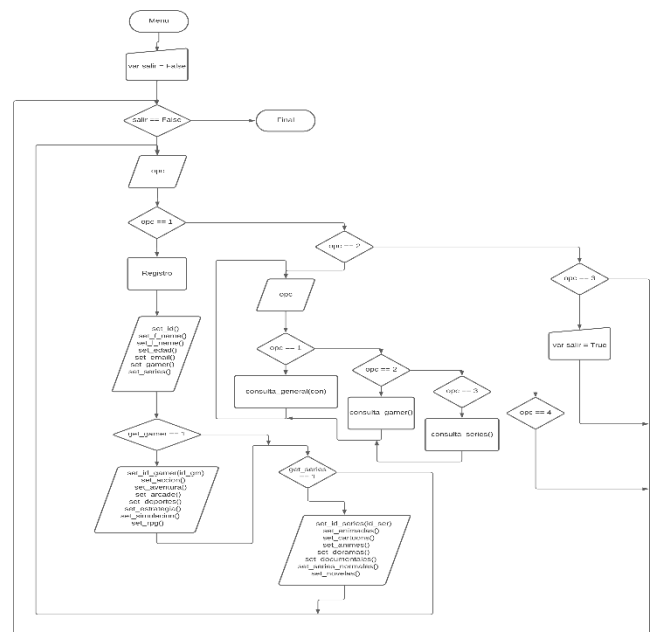 Menu
var salir = False
salir == False
Final
opc
opc == 1
opc == 2
opc == 3
Registro
opc
var salir = True
set_id()
set_f_name()
set_edad()
set_email()
set_gamer()
set_series()
opc == 1
opc == 2
opc == 3
opc == 4
consulta_general(con)
consulta_gamer()
consulta_series()
get_gamer == 1
get_series
== 1
set_id_gamer(id_gm)
set_accion()
set_aventura()
set_arcade()
set_deportes()
set_estrategia()
set_simulacion()
set_rpg()
set_id_series(id_ser)
set_animadas()
set_cartoons()
set_animes()
set_doramas()
set_documentales()
set_series_normales()
set_novelas()